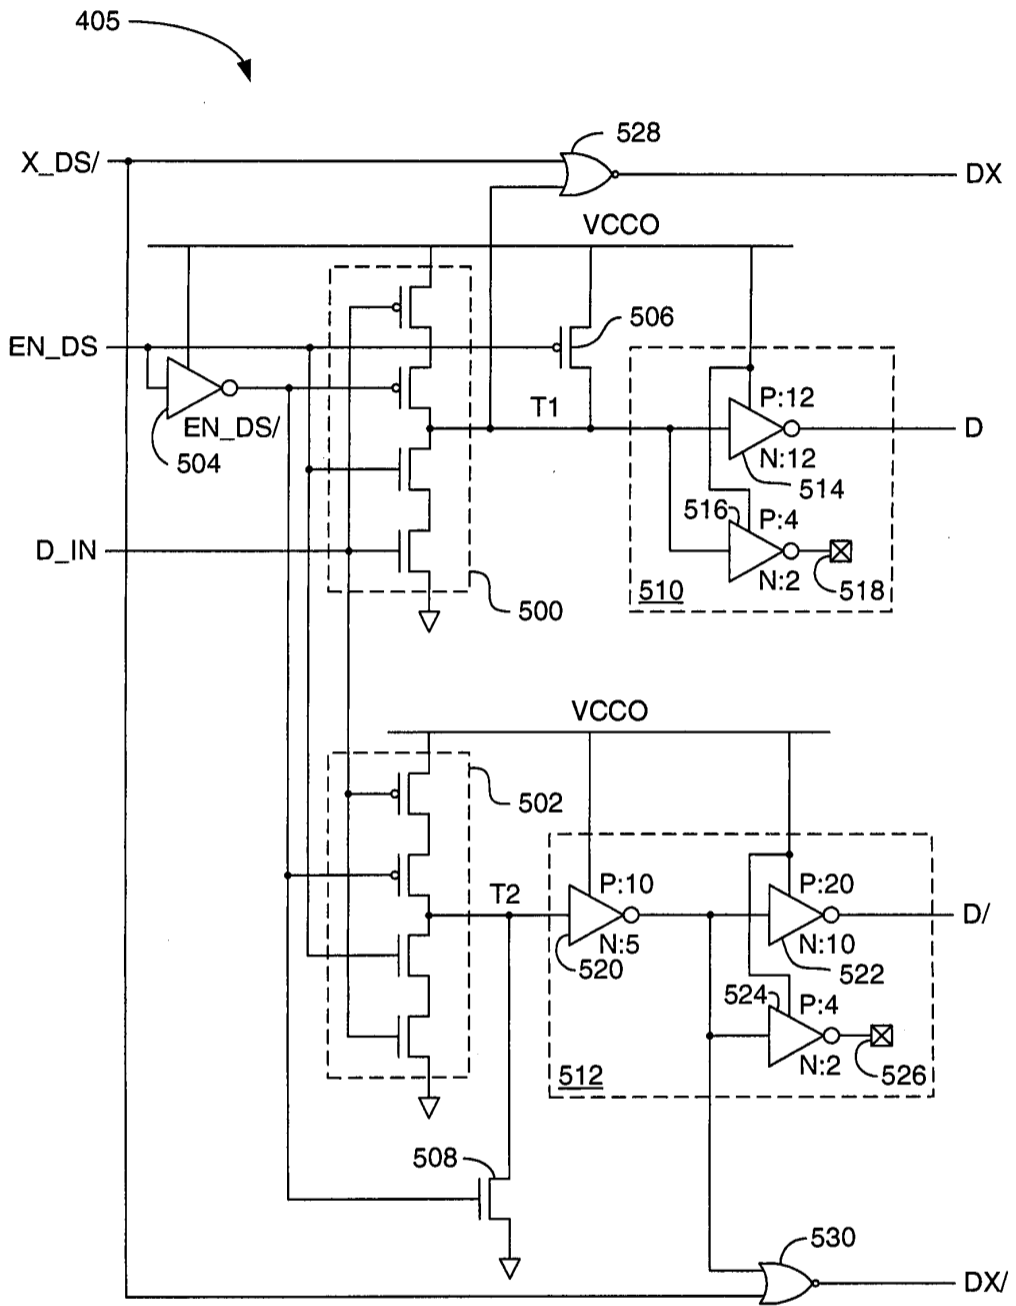 405
528
X_DS/
DX
VCCO
506
EN_DS
P:12
T1
D
EN_DS/
N:12
504
514
516
P:4
D_IN
N:2
518
510
500
VCCO
502
P:10
P:20
T2
D/
N:5
N:10
520
522
524
P:4
N:2
526
512
508
530
DX/